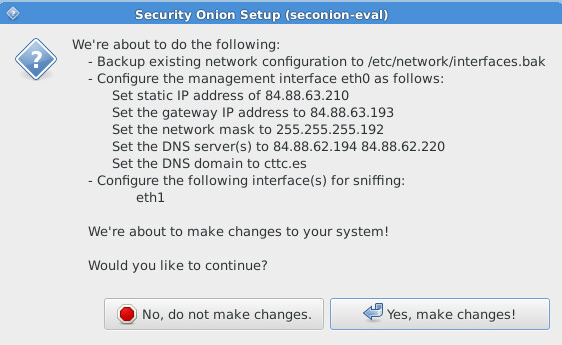 Security Onion Setup (seconion-eval)
We're about to do the following:
- Backup existing network configuration to /etc/network/interfaces.bak
- Configure the management interface eth0 as follows:
Set static IP address of 84.88.63.210
Set the gateway IP address to 84.88.63.193
Set the network mask to 255.255.255.192
Set the DNS server(s) to 84.88.62.194 84.88.62.220
Set the DNS domain to cttc.es
- Configure the following interface(s) for sniffing:
eth1
We're about to make changes to your system!
Would you like to continue?
No, do not make changes.
Yes, make changes!